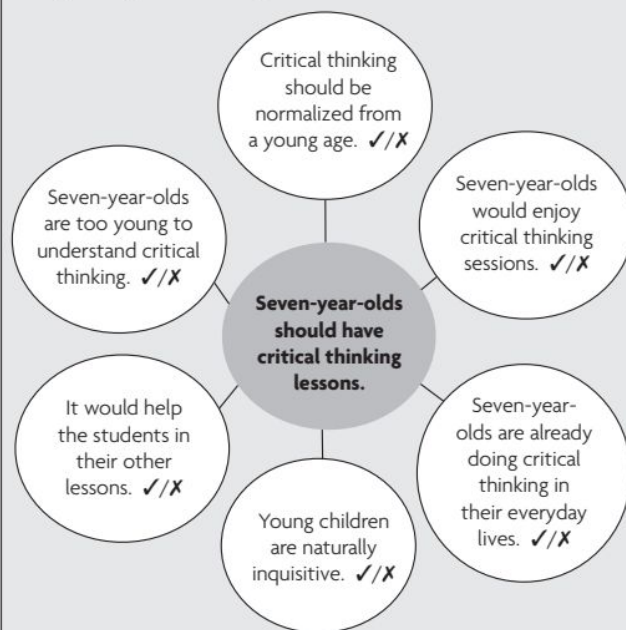 Critical thinking
should be
normalized from
a young age. ✓/✗
Seven-year-olds
are too young to
understand critical
thinking. ✓/✗
Seven-year-olds
would enjoy
critical thinking
sessions. ✓/✗
Seven-year-olds
should have
critical thinking
lessons.
It would help
the students in
their other
lessons. ✓/✗
Seven-year-
olds are already
doing critical
thinking in
their everyday
lives. ✓/✗
Young children
are naturally
inquisitive. ✓/✗